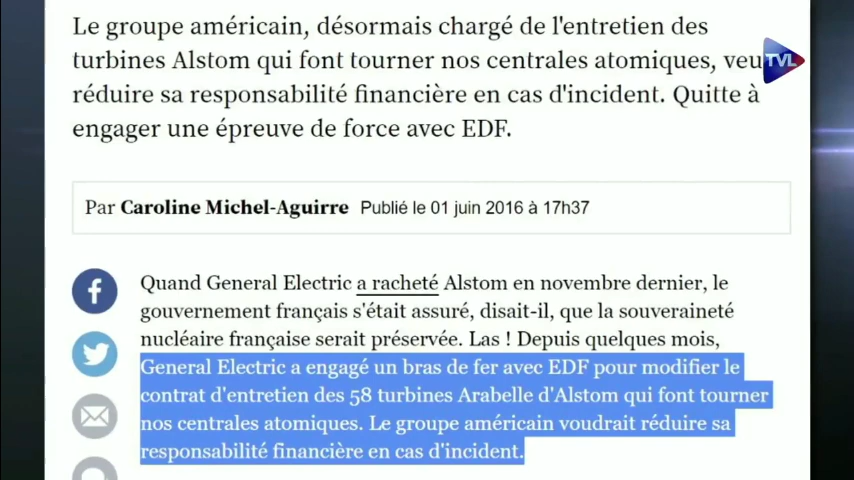 Le groupe américain, désormais chargé de l'entretien des
TVL
turbines Alstom qui font tourner nos centrales atomiques, veu
réduire sa responsabilité financière en cas d'incident. Quitte à
engager une épreuve de force avec EDF.
Par Caroline Michel-Aguirre Publié le 01 juin 2016 à 17h37
Quand General Electric a racheté Alstom en novembre dernier, le
gouvernement français s'était assuré, disait-il, que la souveraineté
nucléaire française serait préservée. Las ! Depuis quelques mois,
General Electric a engagé un bras de fer avec EDF pour modifier le
contrat d'entretien des 58 turbines Arabelle d'Alstom qui font tourner
nos centrales atomiques. Le groupe américain voudrait réduire sa
responsabilité financière en cas d'incident.